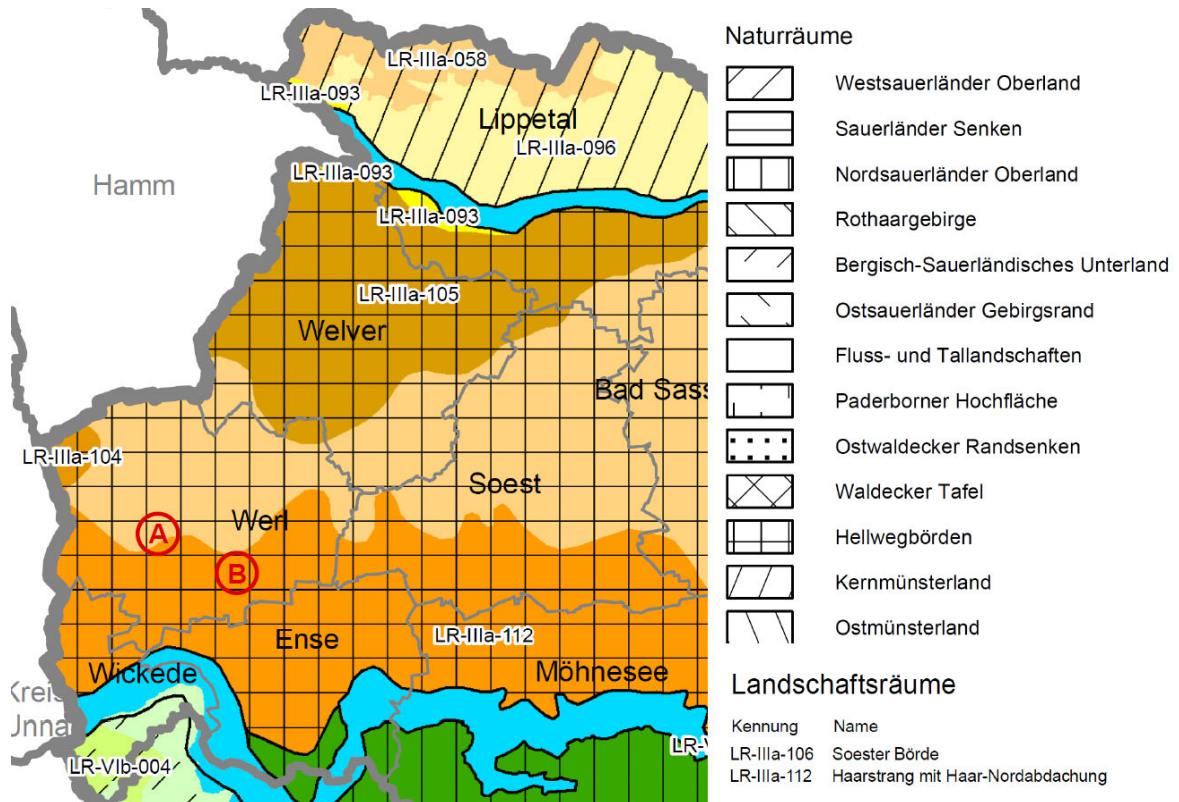 LR-IIIa-058
LR-IIIa-093
Lippetal
LR-IIIa-096
Hamm
LR-IIIa-093
LR-IIIa-093
LR-IIIa-105
Welver
Bad Sass
LR-IIIa-104
Soest
Werl
A
B
Ense
LR-IIIa-112
Wickede
Möhnesee
Kreis
Unna
LR-V
LR-VIb-004
Naturräume
Westsauerländer Oberland
Sauerländer Senken
Nordsauerländer Oberland
Rothaargebirge
Bergisch-Sauerländisches Unterland
Ostsauerländer Gebirgsrand
Fluss- und Tallandschaften
Paderborner Hochfläche
Ostwaldecker Randsenken
Waldecker Tafel
Hellwegbörden
Kernmünsterland
Ostmünsterland
Landschaftsräume
Kennung Name
LR-IIIa-106 Soester Börde
LR-IIIa-112 Haarstrang mit Haar-Nordabdachung